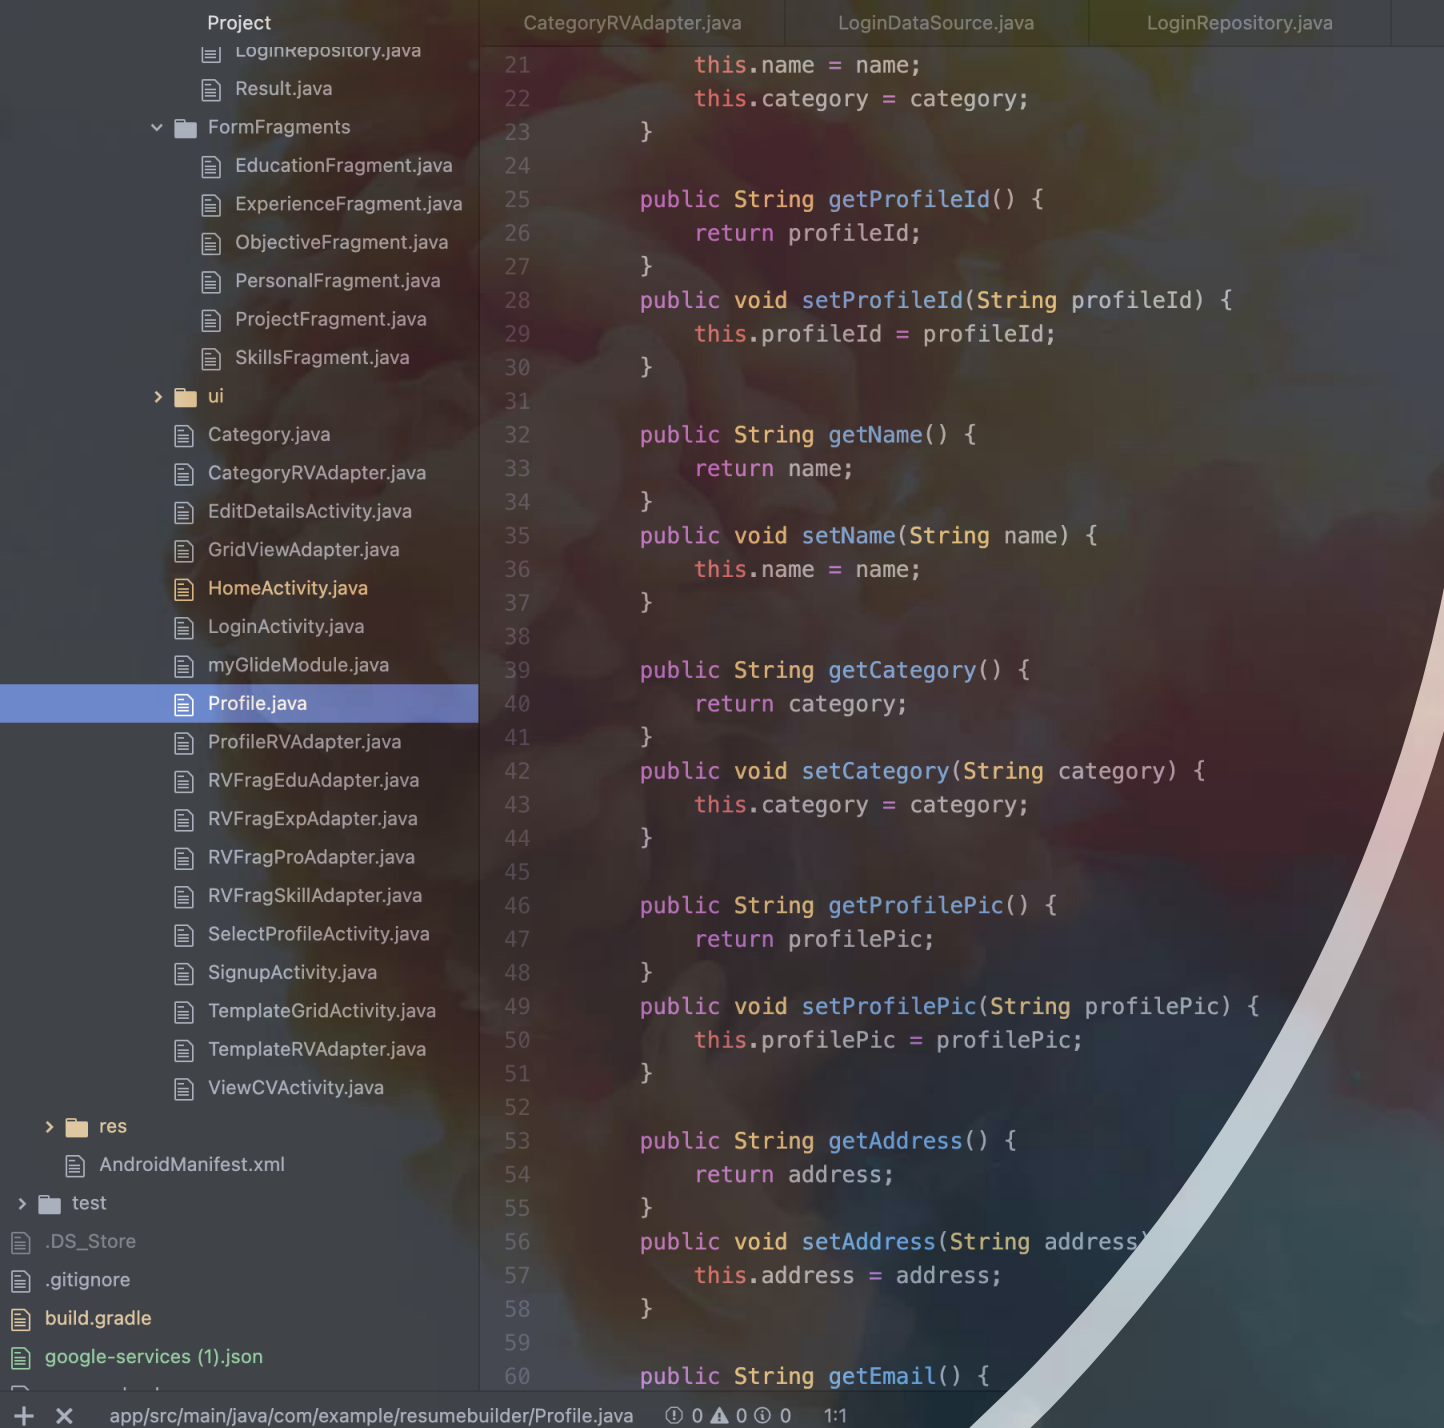 Project
LoginRepository.java
Result.java
FormFragments
EducationFragment.java
ExperienceFragment.java
ObjectiveFragment.java
PersonalFragment.java
ProjectFragment.java
SkillsFragment.java
ui
Category.java
CategoryRVAdapter.java
EditDetailsActivity.java
GridViewAdapter.java
HomeActivity.java
LoginActivity.java
myGlideModule.java
Profile.java
ProfileRVAdapter.java
RVFragEduAdapter.java
RVFragExpAdapter.java
RVFragProAdapter.java
RVFragSkillAdapter.java
SelectProfileActivity.java
SignupActivity.java
TemplateGridActivity.java
TemplateRVAdapter.java
ViewCVActivity.java
res
AndroidManifest.xml
test
.DS_Store
.gitignore
build.gradle
google-services (1).json
CategoryRVAdapter.java LoginDataSource.java LoginRepository.java
21 this.name = name;
22 this.category = category;
23 }
24
25 public String getProfileId() {
26 return profileId;
27 }
28 public void setProfileId(String profileId) {
29 this.profileId = profileId;
30 }
31
32 public String getName() {
33 return name;
34 }
35 public void setName(String name) {
36 this.name = name;
37 }
38
39 public String getCategory() {
40 return category;
41 }
42 public void setCategory(String category) {
43 this.category = category;
44 }
45
46 public String getProfilePic() {
47 return profilePic;
48 }
49 public void setProfilePic(String profilePic) {
50 this.profilePic = profilePic;
51 }
52
53 public String getAddress() {
54 return address;
55 }
56 public void setAddress(String address)
57 this.address = address;
58 }
59
60 public String getEmail() {
app/src/main/java/com/example/resumebuilder/Profile.java 0 0 0 1:1